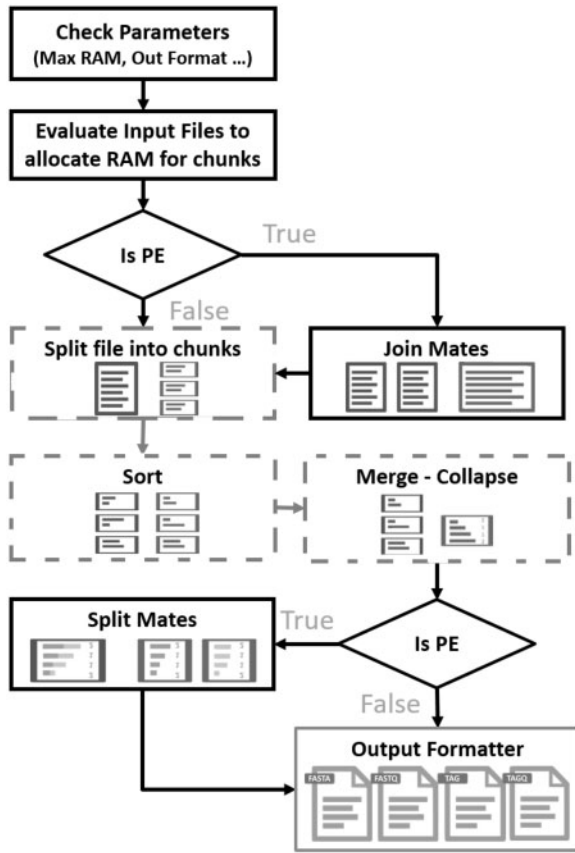 Check Parameters
(Max RAM, Out Format ...)
Evaluate Input Files to
allocate RAM for chunks
Is PE
True
False
Split file into chunks
Join Mates
Sort
Merge - Collapse
Split Mates
True
Is PE
False
Output Formatter
FASTA
FASTQ
TAG
TAGQ